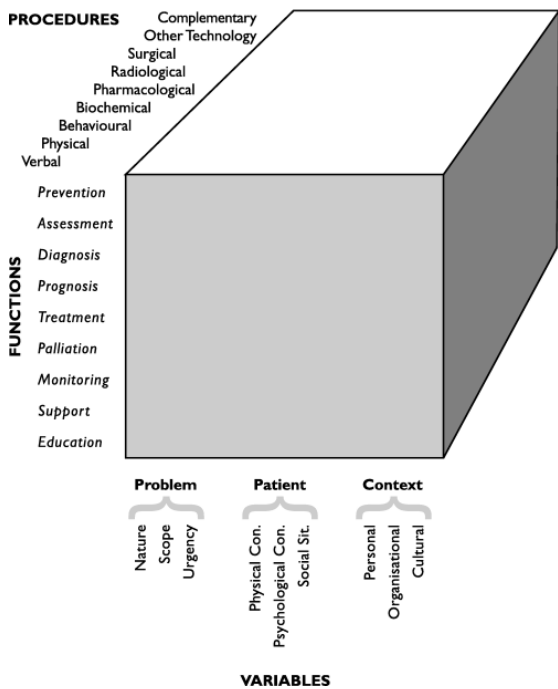 PROCEDURES
Complementary
Other Technology
Surgical
Radiological
Pharmacological
Biochemical
Behavioural
Physical
Verbal
FUNCTIONS
Prevention
Assessment
Diagnosis
Prognosis
Treatment
Palliation
Monitoring
Support
Education
Problem
Nature
Scope
Urgency
Patient
Physical Con.
Psychological Con.
Social Sit.
Context
Personal
Organisational
Cultural
VARIABLES